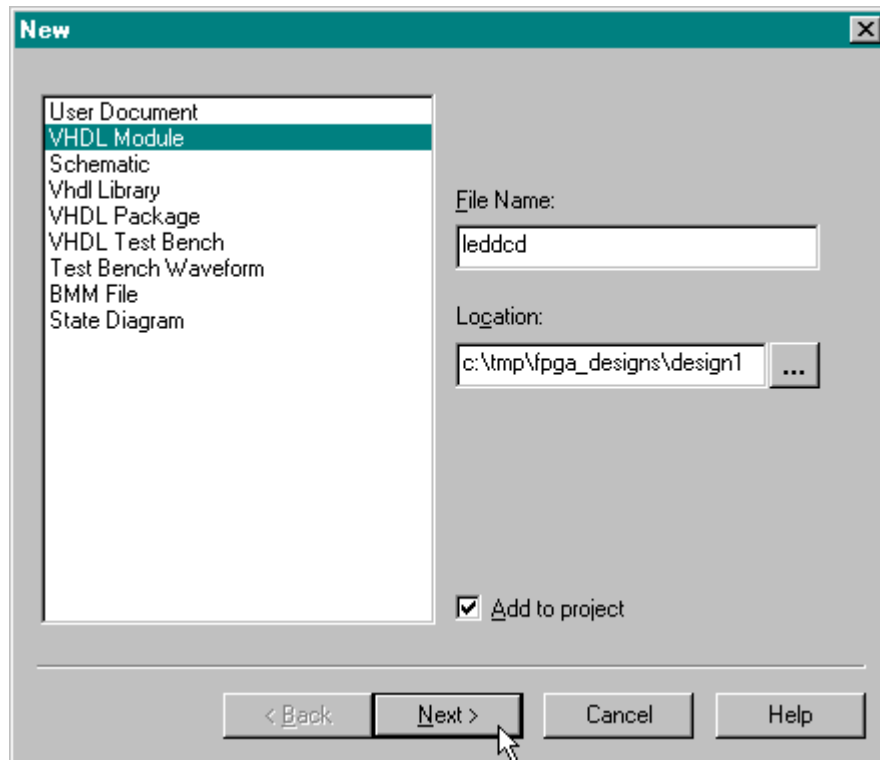 New
User Document
VHDL Module
Schematic
Vhdl Library
VHDL Package
VHDL Test Bench
Test Bench Waveform
BMM File
State Diagram
File Name:
leddcd
Location:
c:\tmp\fpga_designs\design1
...
Add to project
< Back
Next >
Cancel
Help